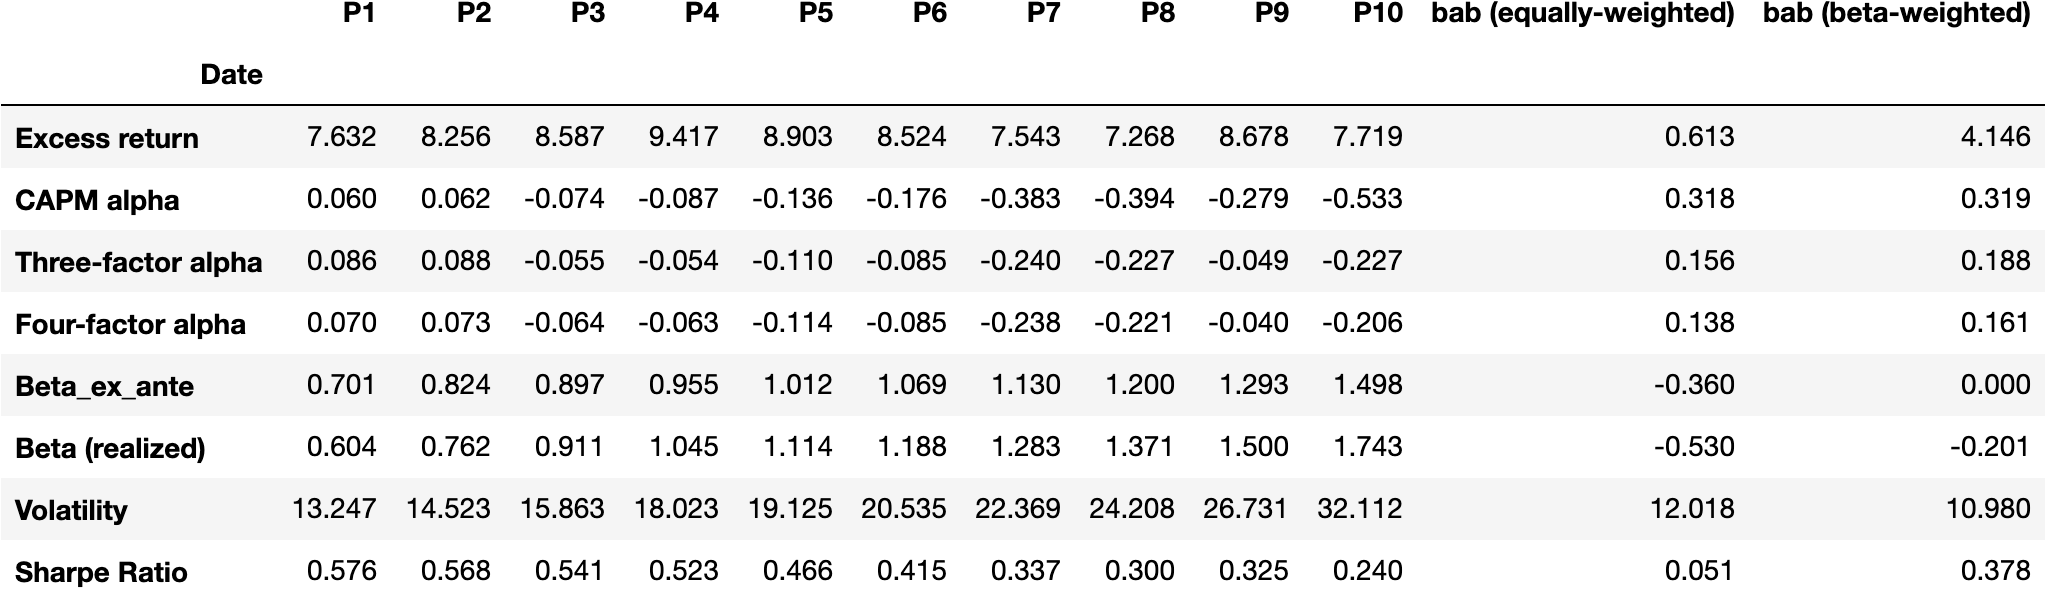 P1 P2 P3 P4 P5 P6 P7 P8 P9 P10 bab (equally-weighted) bab (beta-weighted)
Date
Excess return 7.632 8.256 8.587 9.417 8.903 8.524 7.543 7.268 8.678 7.719 0.613 4.146
CAPM alpha 0.060 0.062 -0.074 -0.087 -0.136 -0.176 -0.383 -0.394 -0.279 -0.533 0.318 0.319
Three-factor alpha 0.086 0.088 -0.055 -0.054 -0.110 -0.085 -0.240 -0.227 -0.049 -0.227 0.156 0.188
Four-factor alpha 0.070 0.073 -0.064 -0.063 -0.114 -0.085 -0.238 -0.221 -0.040 -0.206 0.138 0.161
Beta_ex_ante 0.701 0.824 0.897 0.955 1.012 1.069 1.130 1.200 1.293 1.498 -0.360 0.000
Beta (realized) 0.604 0.762 0.911 1.045 1.114 1.188 1.283 1.371 1.500 1.743 -0.530 -0.201
Volatility 13.247 14.523 15.863 18.023 19.125 20.535 22.369 24.208 26.731 32.112 12.018 10.980
Sharpe Ratio 0.576 0.568 0.541 0.523 0.466 0.415 0.337 0.300 0.325 0.240 0.051 0.378